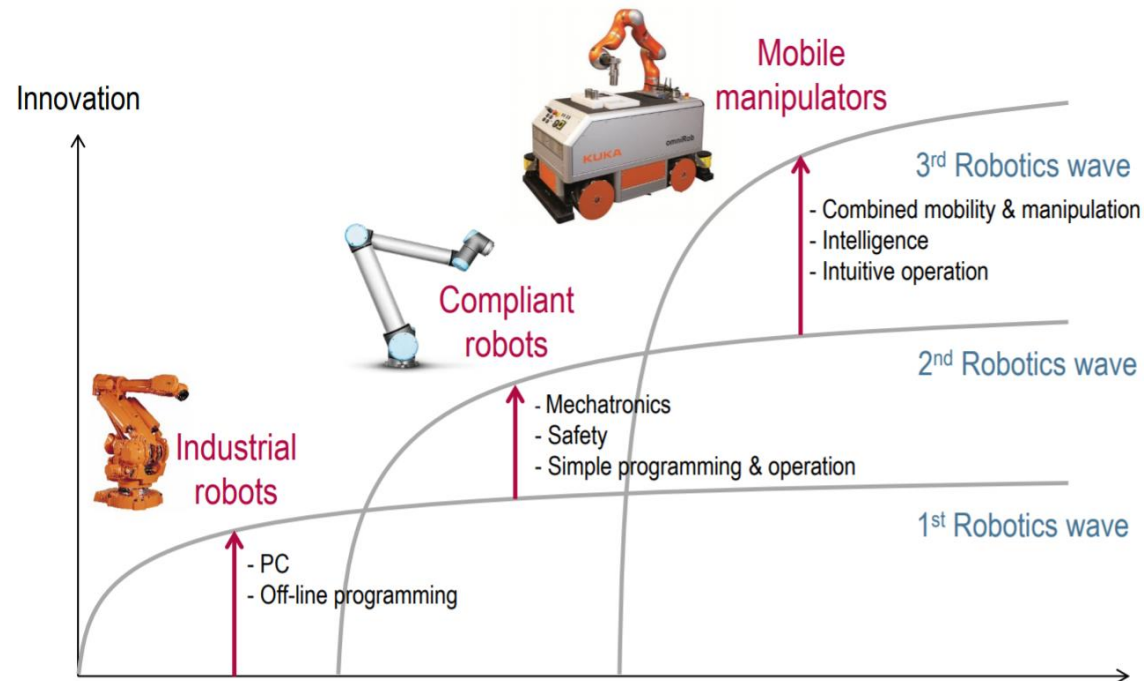 Innovation
Mobile
manipulators
KUKA
omniRob
3rd Robotics wave
- Combined mobility & manipulation
- Intelligence
- Intuitive operation
Compliant
robots
2nd Robotics wave
- Mechatronics
- Safety
- Simple programming & operation
Industrial
robots
1st Robotics wave
- PC
- Off-line programming